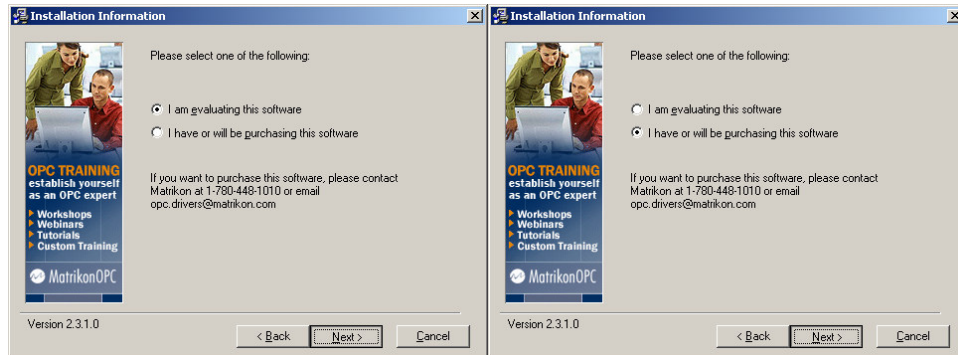 Installation Information
Please select one of the following:
I am evaluating this software
I have or will be purchasing this software
OPC TRAINING
establish yourself
as an OPC expert
Workshops
Webinars
Tutorials
Custom Training
MatrikonOPC
If you want to purchase this software, please contact
Matrikon at 1-780-448-1010 or email
opc.drivers@matrikon.com
Version 2.3.1.0
< Back
Next >
Cancel
Installation Information
Please select one of the following:
I am evaluating this software
I have or will be purchasing this software
OPC TRAINING
establish yourself
as an OPC expert
Workshops
Webinars
Tutorials
Custom Training
MatrikonOPC
If you want to purchase this software, please contact
Matrikon at 1-780-448-1010 or email
opc.drivers@matrikon.com
Version 2.3.1.0
< Back
Next >
Cancel